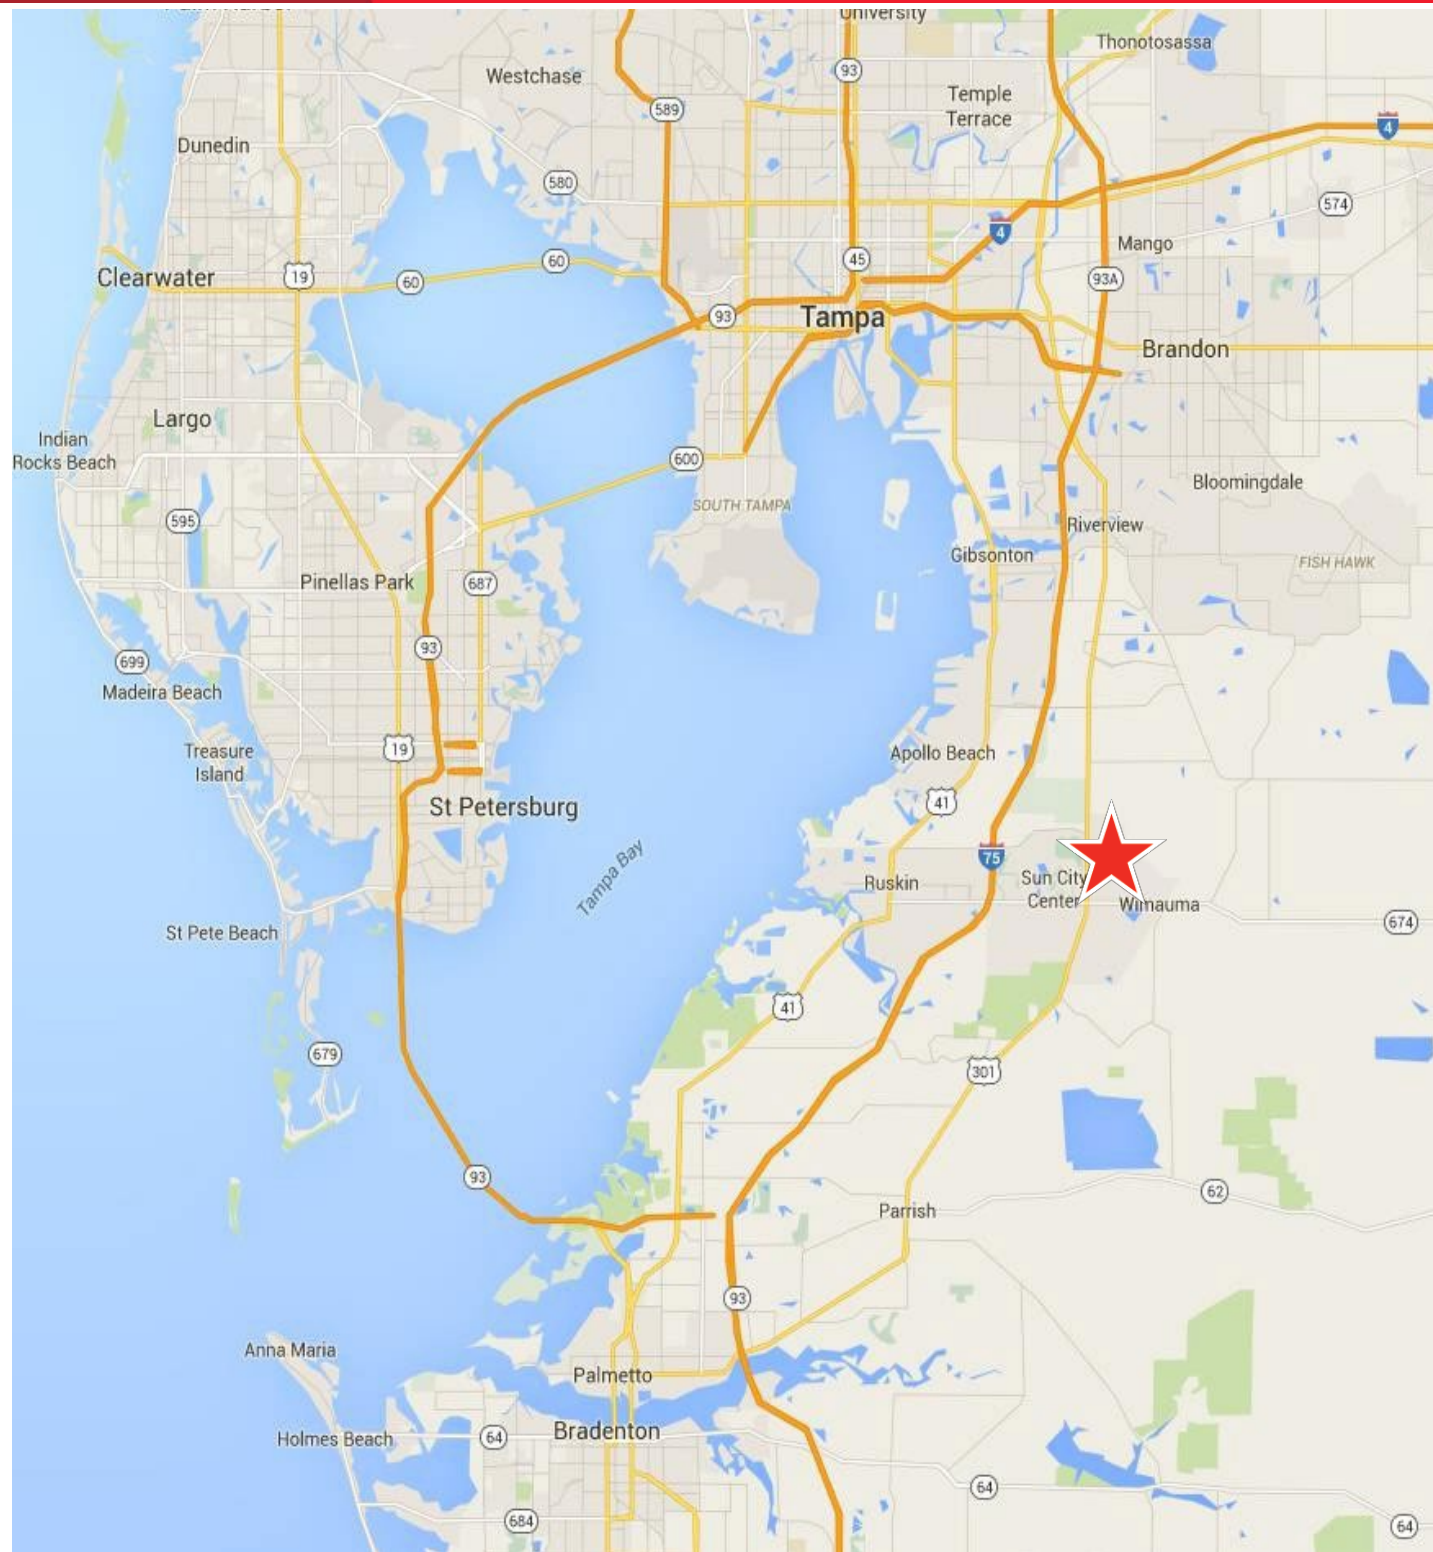 University
Thonotosassa
Westchase
93
589
Temple
Terrace
4
Dunedin
580
574
4
Mango
45
60
Clearwater
19
60
93A
93
Tampa
Brandon
Largo
Indian
Rocks Beach
600
Bloomingdale
SOUTH TAMPA
595
Riverview
Gibsonton
FISH HAWK
Pinellas Park
687
93
699
Madeira Beach
Treasure
Island
19
Apollo Beach
St Petersburg
41
Tampa Bay
75
Ruskin
Sun City
Center
Wimauma
674
St Pete Beach
41
679
301
93
62
Parrish
93
Anna Maria
Palmetto
Holmes Beach
64
Bradenton
64
684
64